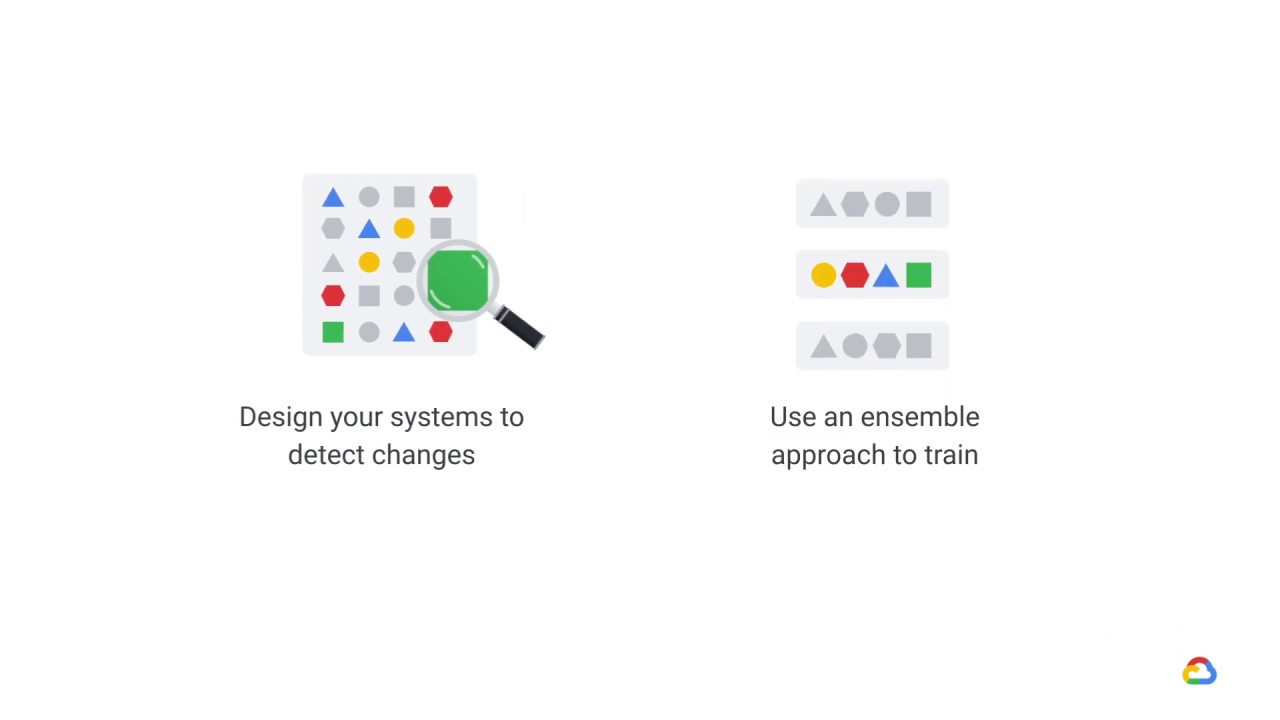 Design your systems to
detect changes
Use an ensemble
approach to train